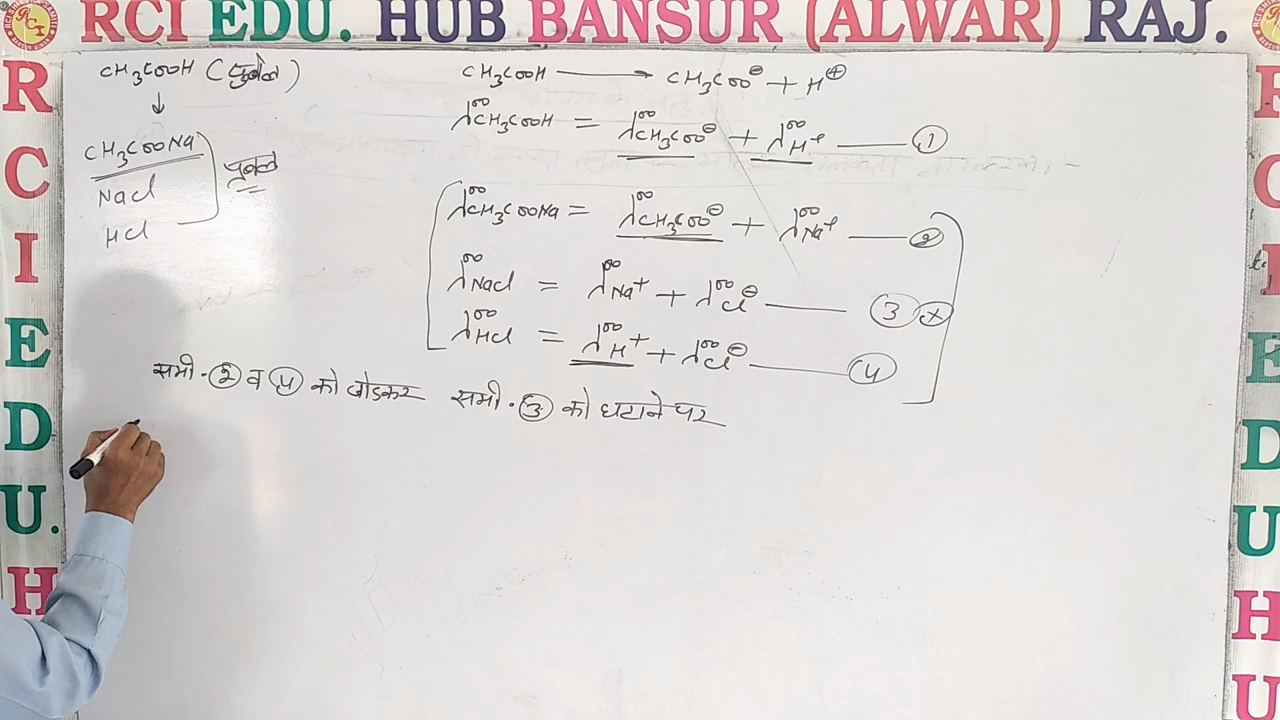 RCI EDU. HUB BANSUR (ALWAR) RAJ.
R
C
I
E
D
U.
H
CH₃COOH (दुर्बल)
↓
CH₃COONa
NaCl
HCl
प्रबल
CH₃COOH ⟶ CH₃COO⊖ + H⊕
λ∞CH₃COOH = λ∞CH₃COO⊖ + λ∞H⁺ —— ①
λ∞CH₃COONa = λ∞CH₃COO⊖ + λ∞Na⁺ —— ②
λ∞NaCl = λ∞Na⁺ + λ∞Cl⊖ —— ③ ⊗
λ∞HCl = λ∞H⁺ + λ∞Cl⊖ —— ④
समी. ② व ④ को जोडकर समी. ③ को घटाने पर
R
C
I
E
D
U
H
U